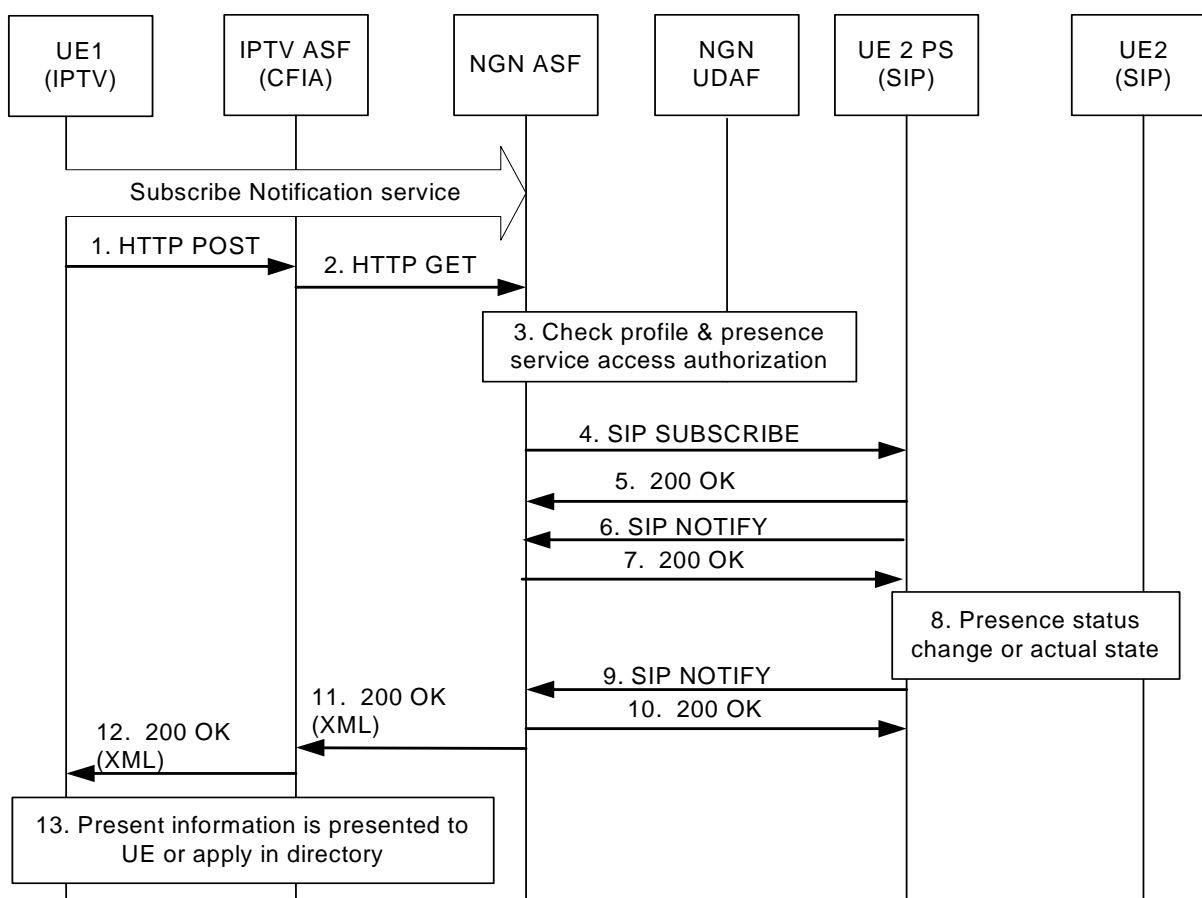 UE1
(IPTV)
IPTV ASF
(CFIA)
NGN ASF
NGN
UDAF
UE 2 PS
(SIP)
UE2
(SIP)
Subscribe Notification service
1. HTTP POST
2. HTTP GET
3. Check profile & presence
service access authorization
4. SIP SUBSCRIBE
5. 200 OK
6. SIP NOTIFY
7. 200 OK
8. Presence status
change or actual state
9. SIP NOTIFY
10. 200 OK
11. 200 OK
(XML)
12. 200 OK
(XML)
13. Present information is presented to
UE or apply in directory